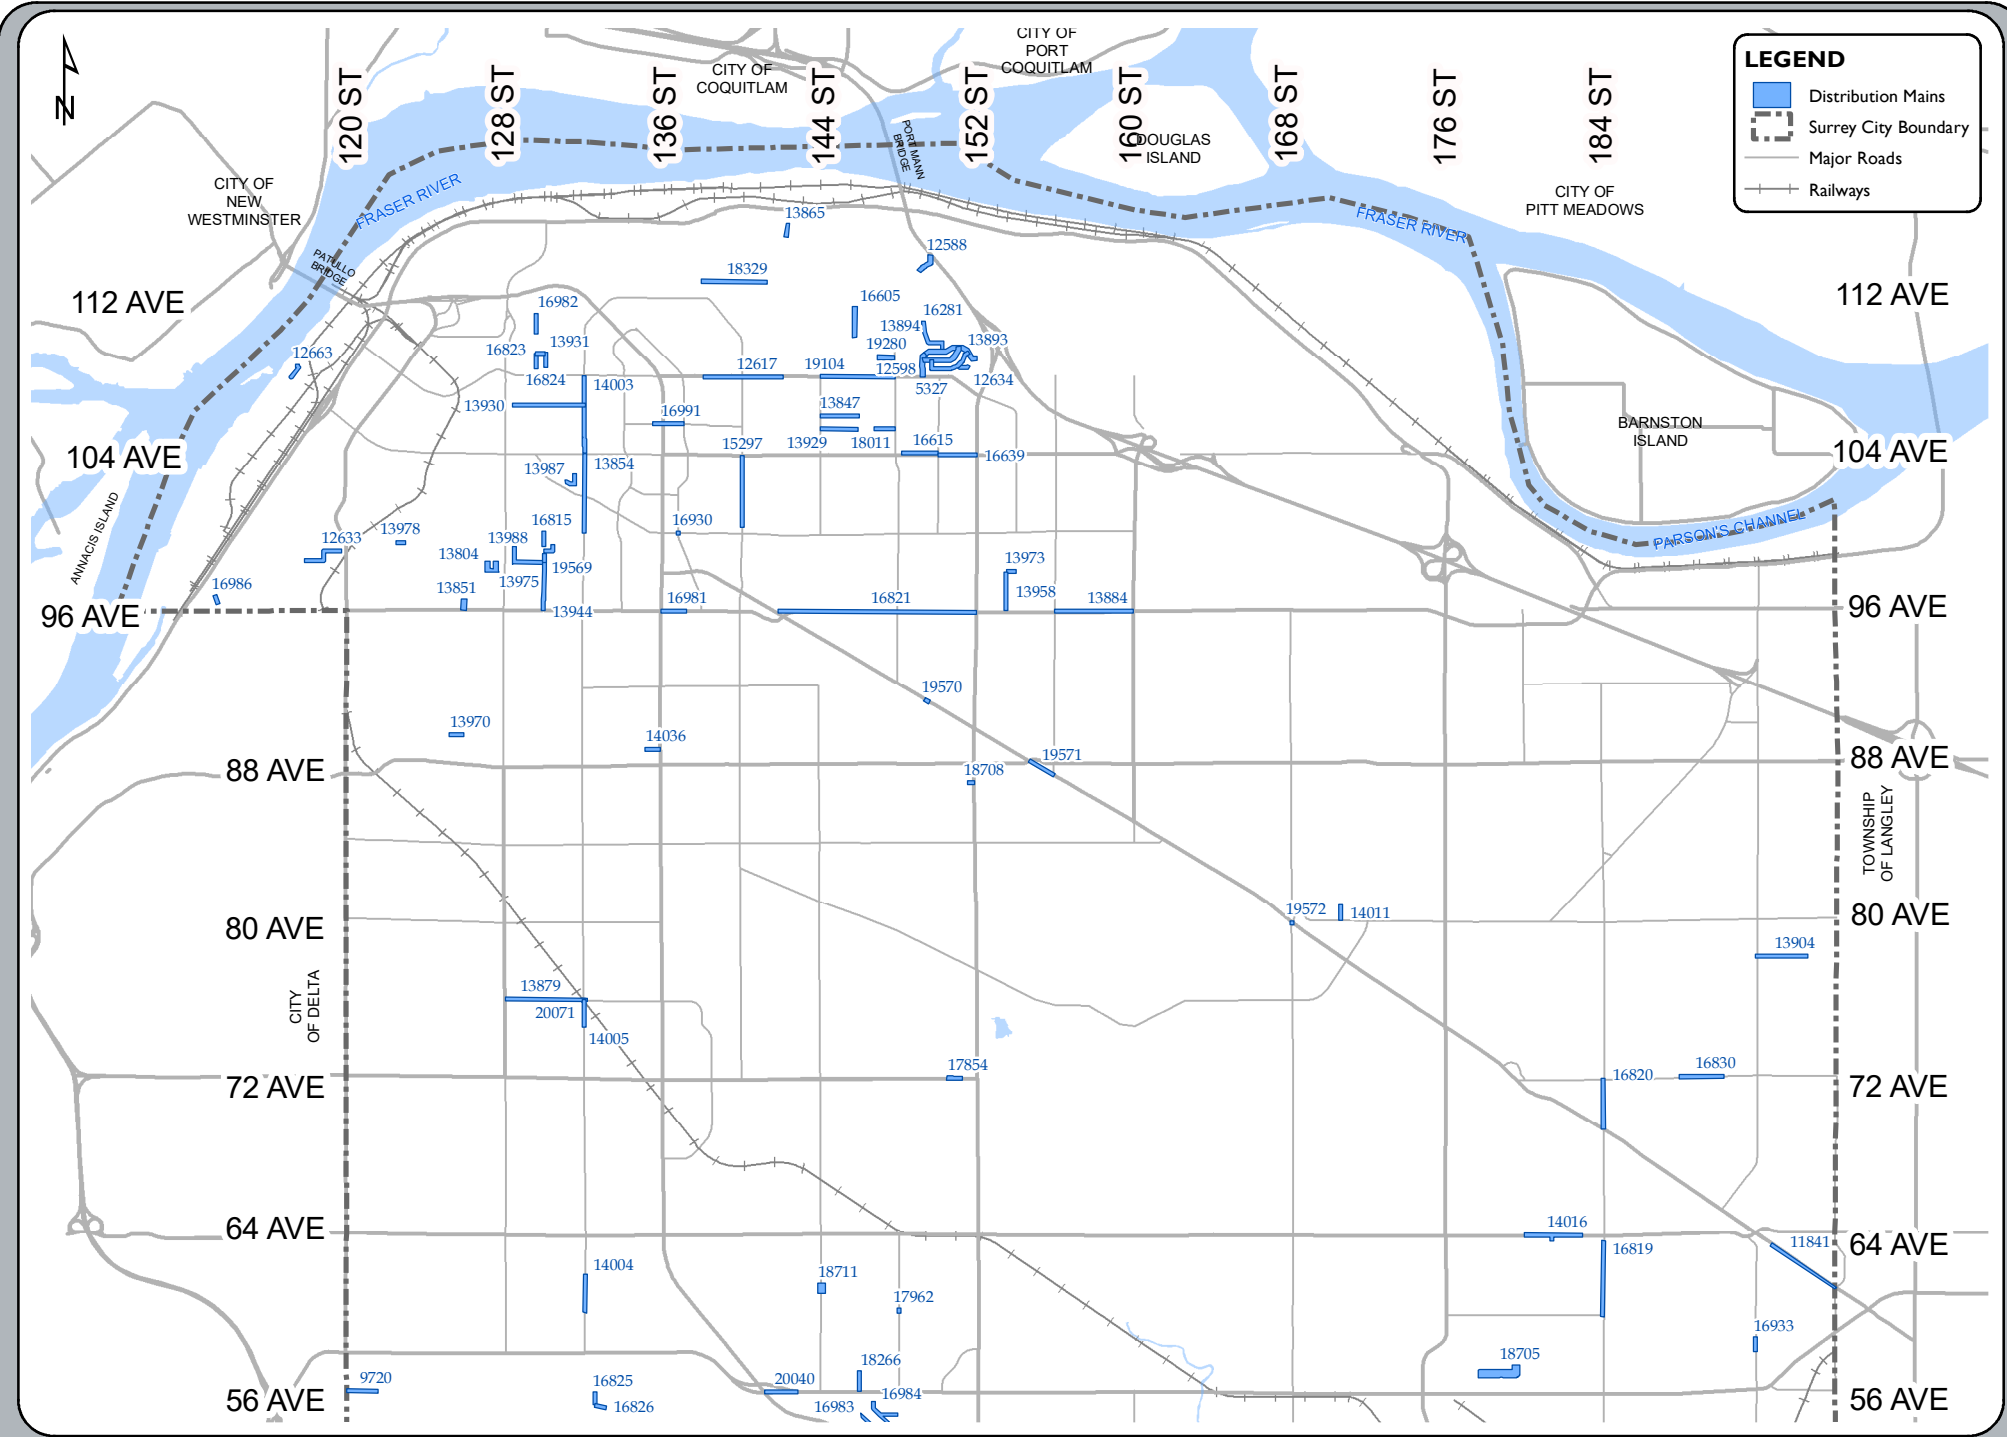 CITY OF
PORT
COQUITLAM
CITY OF
COQUITLAM
LEGEND
Distribution Mains
Surrey City Boundary
Major Roads
Railways
N
120 ST
128 ST
136 ST
144 ST
152 ST
160 ST
168 ST
176 ST
184 ST
PORT MANN
BRIDGE
DOUGLAS
ISLAND
CITY OF
NEW
WESTMINSTER
CITY OF
PITT MEADOWS
FRASER RIVER
FRASER RIVER
PATULLO
BRIDGE
13865
12588
18329
112 AVE
112 AVE
16982
16605
16281
13894
13893
16823
13931
19280
12663
12617
19104
12598
16824
14003
5327
12634
13930
16991
13847
BARNSTON
ISLAND
15297
13929
18011
16615
16639
104 AVE
104 AVE
13987
13854
ANNACIS ISLAND
PARSON'S CHANNEL
16815
16930
12633
13978
13988
13804
19569
13973
13975
16986
13851
13958
13944
16981
16821
13884
96 AVE
96 AVE
19570
13970
14036
19571
18708
88 AVE
88 AVE
TOWNSHIP
OF LANGLEY
19572
14011
80 AVE
80 AVE
13904
CITY
OF DELTA
13879
20071
14005
17854
16820
16830
72 AVE
72 AVE
14016
16819
11841
64 AVE
64 AVE
14004
18711
17962
16933
18705
18266
9720
16825
20040
16984
16826
16983
56 AVE
56 AVE